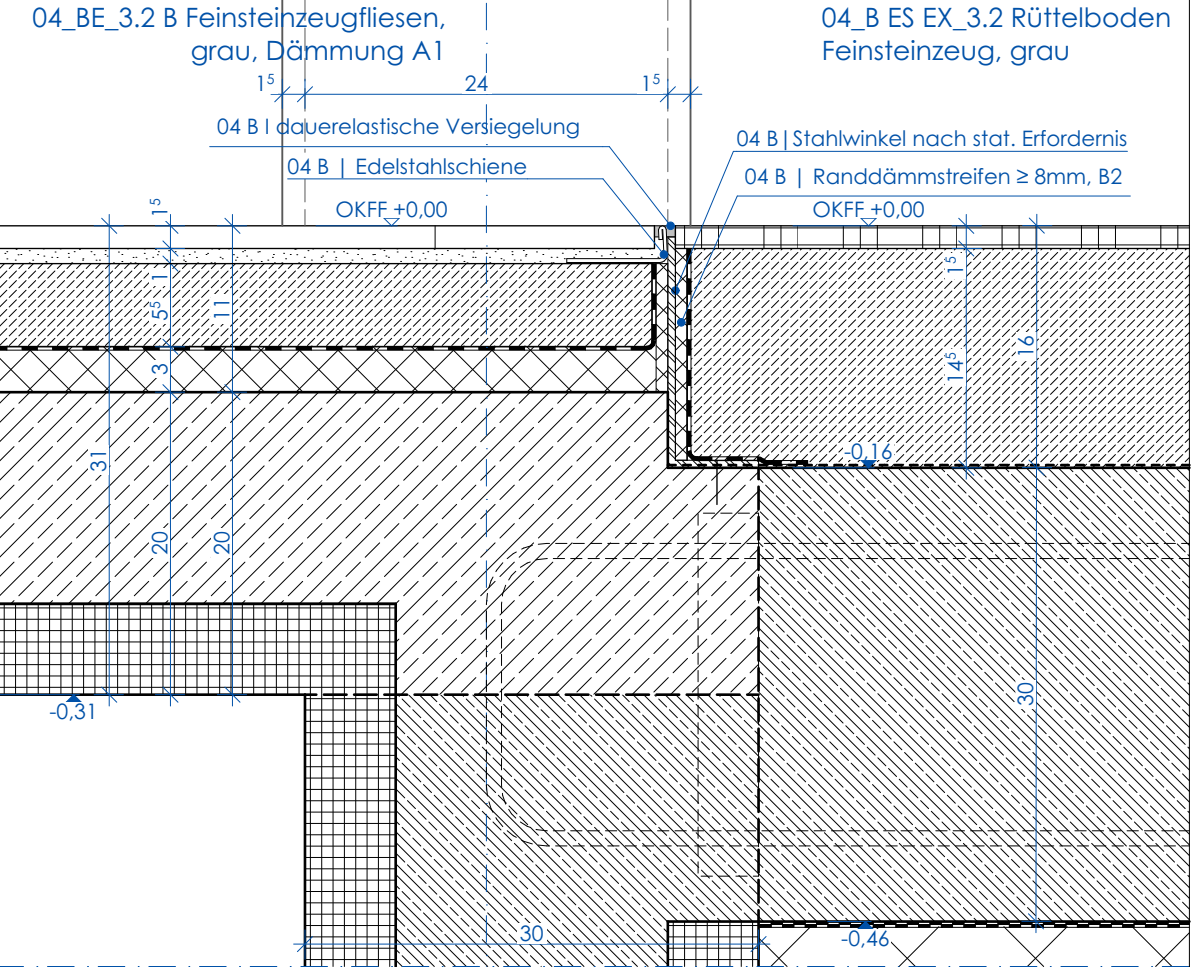 04_BE_3.2 B Feinsteinzeugfliesen,
grau, Dämmung A1
04_B ES EX_3.2 Rüttelboden
Feinsteinzeug, grau
1⁵
24
1⁵
04 B I dauerelastische Versiegelung
04 B | Edelstahlschiene
04 B | Stahlwinkel nach stat. Erfordernis
04 B | Randdämmstreifen ≥ 8mm, B2
OKFF +0,00
OKFF +0,00
1⁵
1
5⁵
11
3
1⁵
14⁵
16
-0,16
31
20
20
-0,31
30
30
-0,46